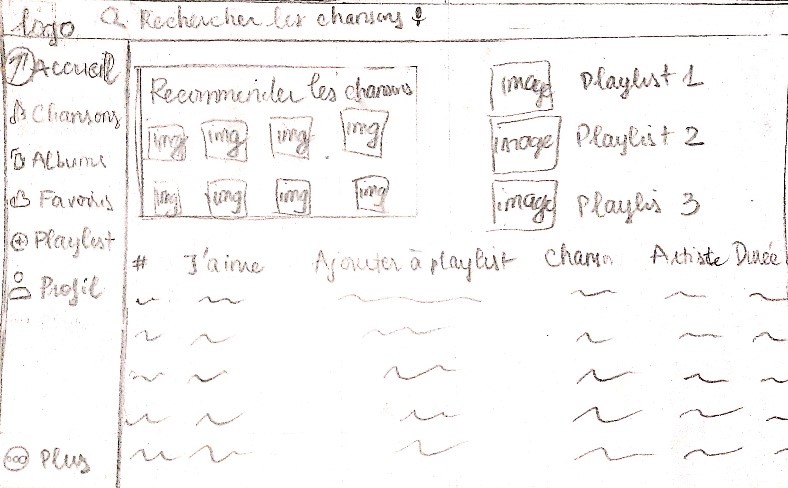 logo Rechercher les chansons
Accueil
Chansons
Albums
Favoris
Playlist
Profil
Plus
Recommender les chansons
img img img img
img img img img
image Playlist 1
image Playlist 2
image Playlis 3
# J'aime Ajouter à playlist Chanson Artiste Durée